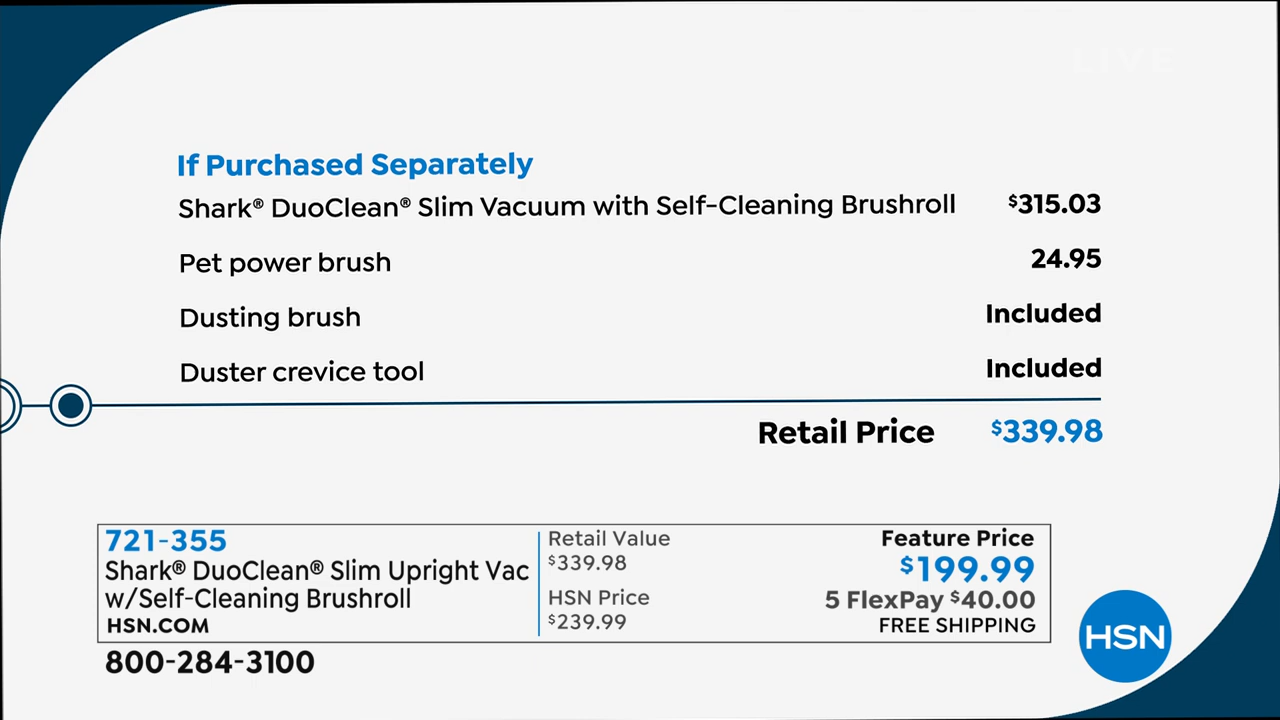 LIVE
If Purchased Separately
Shark® DuoClean® Slim Vacuum with Self-Cleaning Brushroll $315.03
Pet power brush 24.95
Dusting brush Included
Duster crevice tool Included
Retail Price $339.98
721-355
Shark® DuoClean® Slim Upright Vac
w/Self-Cleaning Brushroll
HSN.COM
Retail Value
$339.98
HSN Price
$239.99
Feature Price
$199.99
5 FlexPay $40.00
FREE SHIPPING
800-284-3100
HSN